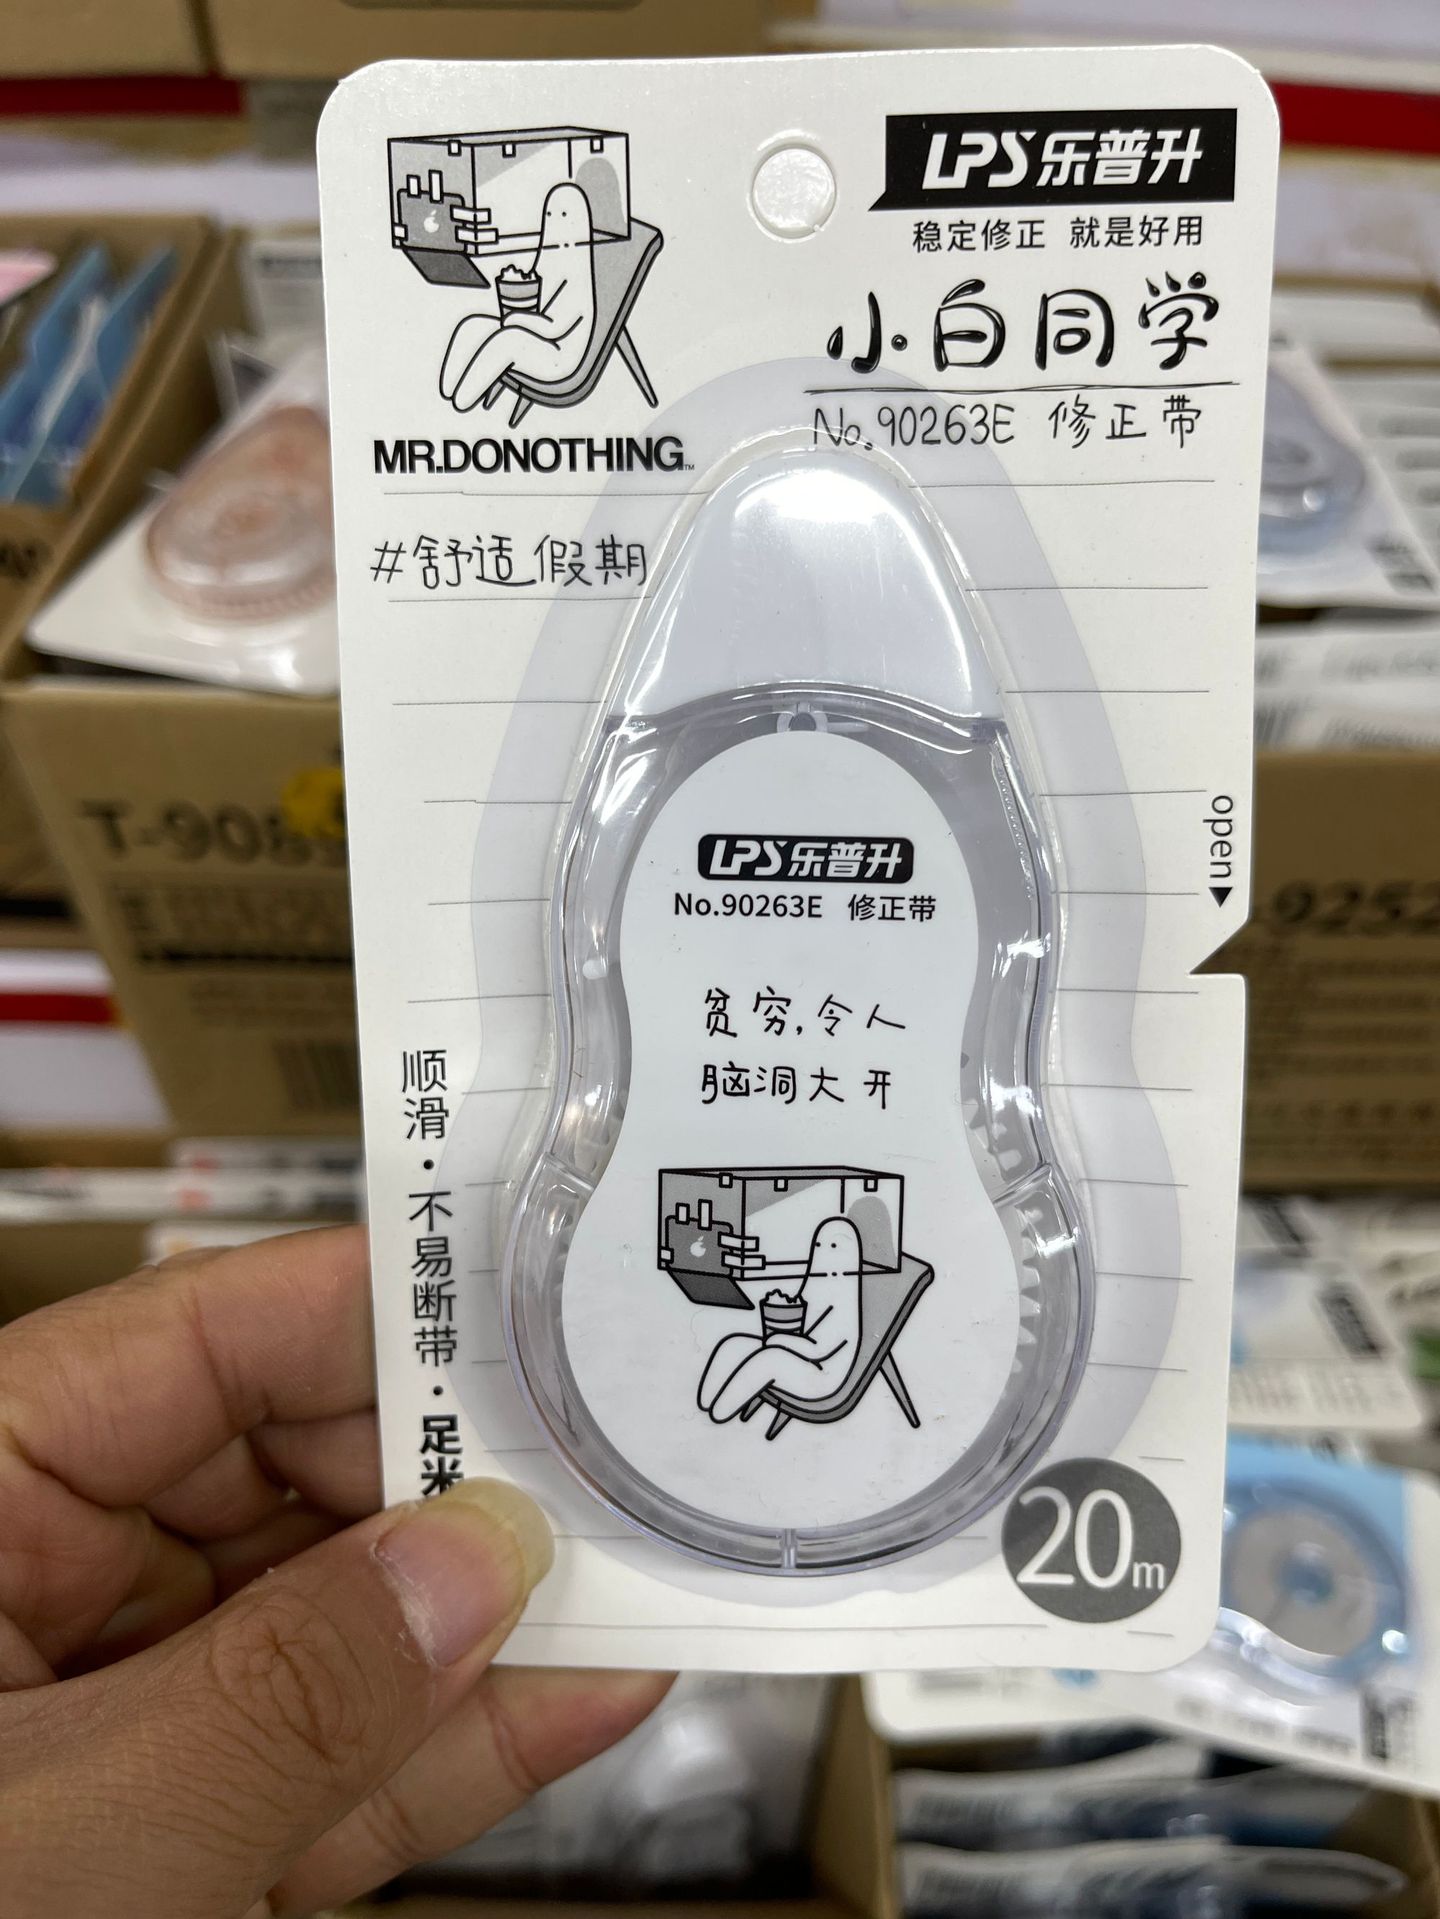 LPS乐普升
稳定修正 就是好用
小白同学
No.90263E 修正带
MR.DONOTHING™
#舒适假期
open
LPS乐普升
No.90263E 修正带
贫穷,令人
脑洞大开
顺滑·不易断带·足米
20m
T-908
9252